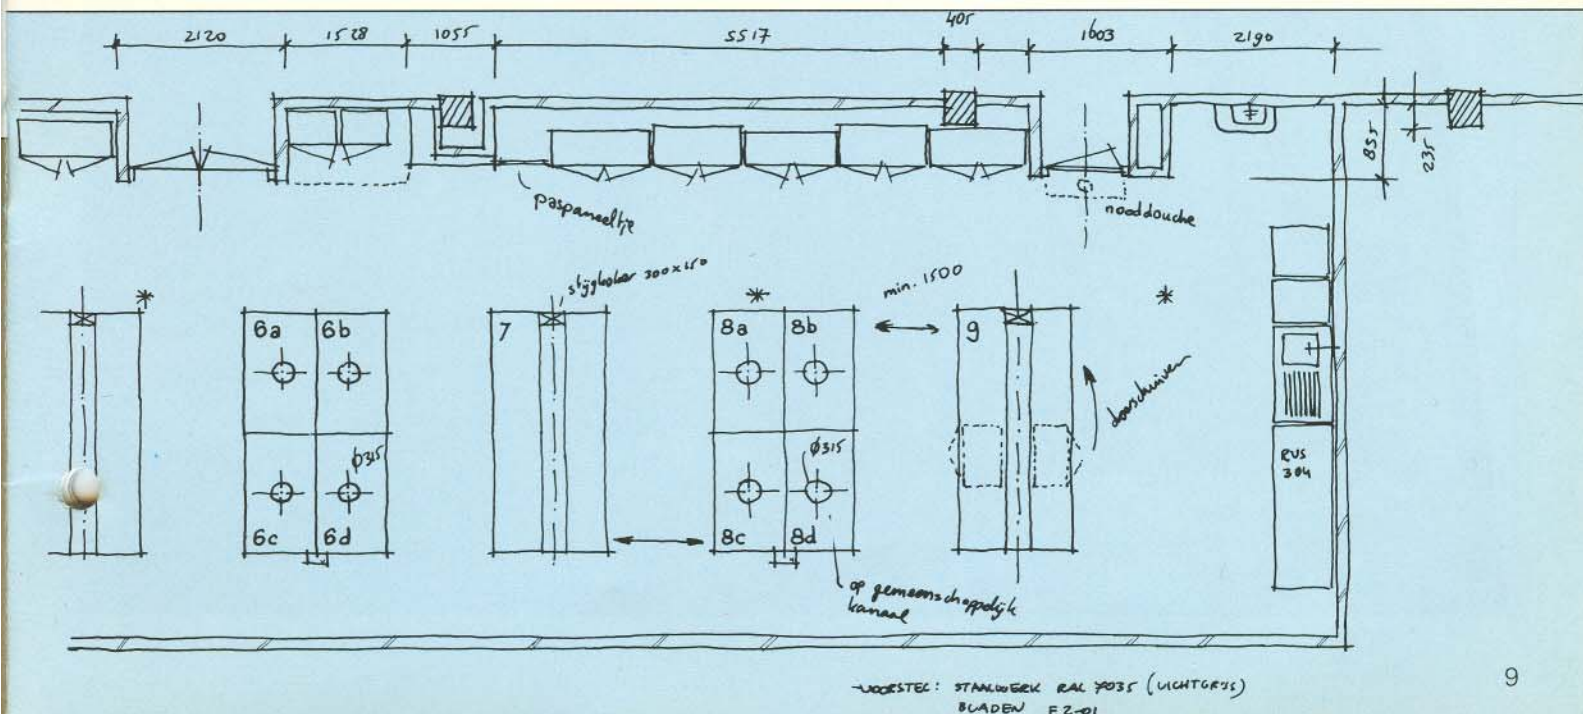 2120
1528
1055
5517
405
1603
2190
855
235
paspaneeltje
nooddouche
stijgkoker 300x150
min. 1500
*
6a 6b
7
*
8a 8b
9
*
doorschuiven
Ø315
Ø315
RVS
304
6c 6d
8c 8d
op gemeenschappelijk
kanaal
VOORSTEL: STAALWERK RAL 7035 (LICHTGRIJS)
BLADEN F2-01
9